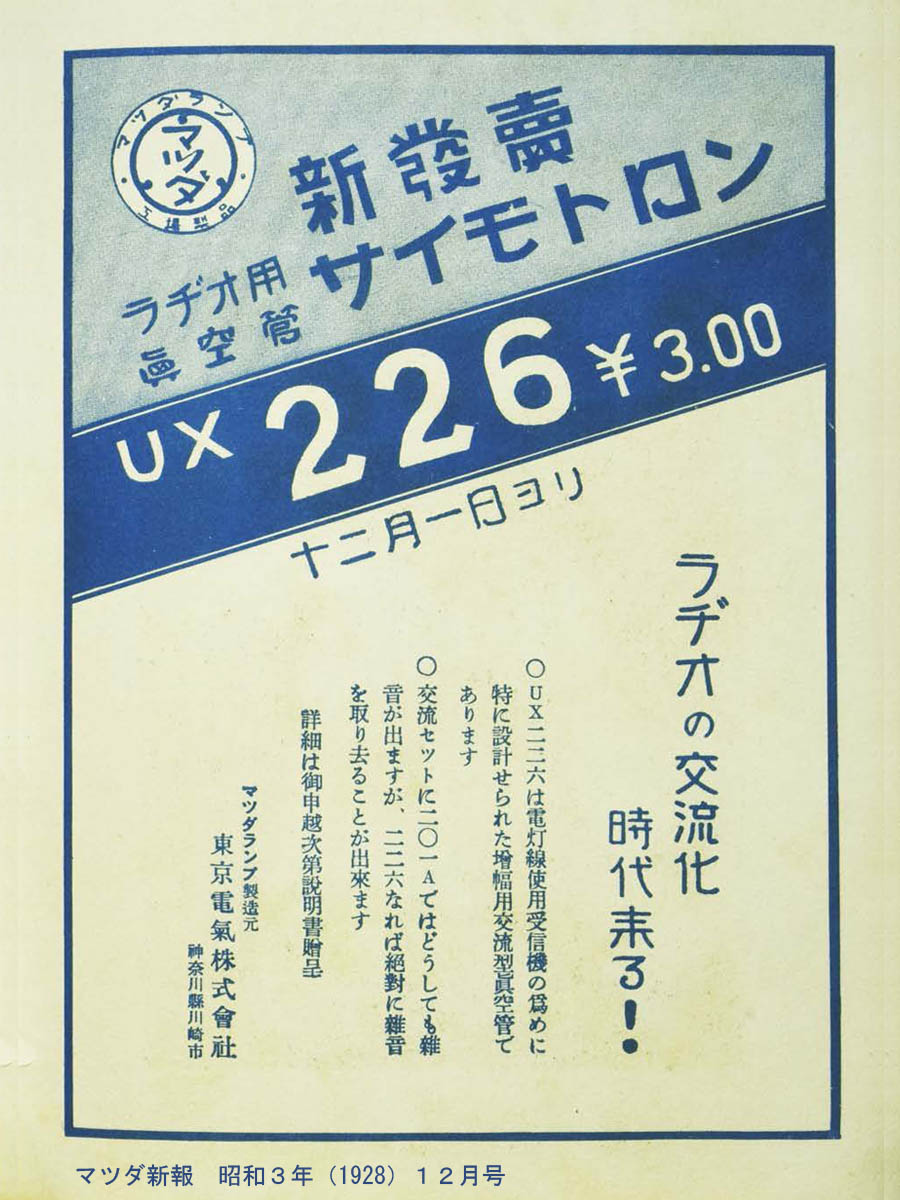 マツダランプ
マツダ
工場製品
新發賣
サイモトロン
ラヂオ用
眞空管
UX 226 ¥3.00
十二月一日ヨリ
ラヂオの交流化
時代来る!
○UX二二六は電灯線使用受信機の爲めに
特に設計せられた増幅用交流型眞空管で
あります
○交流セットに二〇一Aではどうしても雜
音が出ますが、二二六なれば絕對に雜音
を取り去ることが出來ます
詳細は御申越次第說明書贈呈
マツダランプ製造元
東京電氣株式會社
神奈川縣川崎市
マツダ新報 昭和3年(1928)12月号